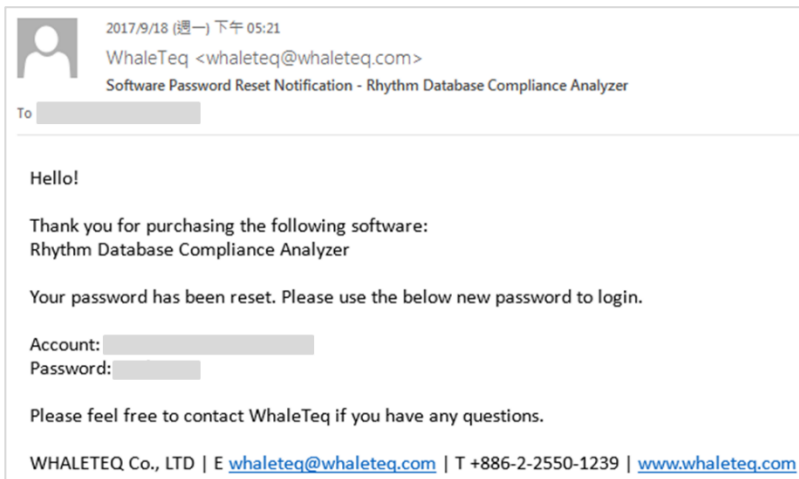 2017/9/18 (週一) 下午 05:21
WhaleTeq <whaleteq@whaleteq.com>
Software Password Reset Notification - Rhythm Database Compliance Analyzer
To
Hello!
Thank you for purchasing the following software:
Rhythm Database Compliance Analyzer
Your password has been reset. Please use the below new password to login.
Account:
Password:
Please feel free to contact WhaleTeq if you have any questions.
WHALETEQ Co., LTD | E whaleteq@whaleteq.com | T +886-2-2550-1239 | www.whaleteq.com